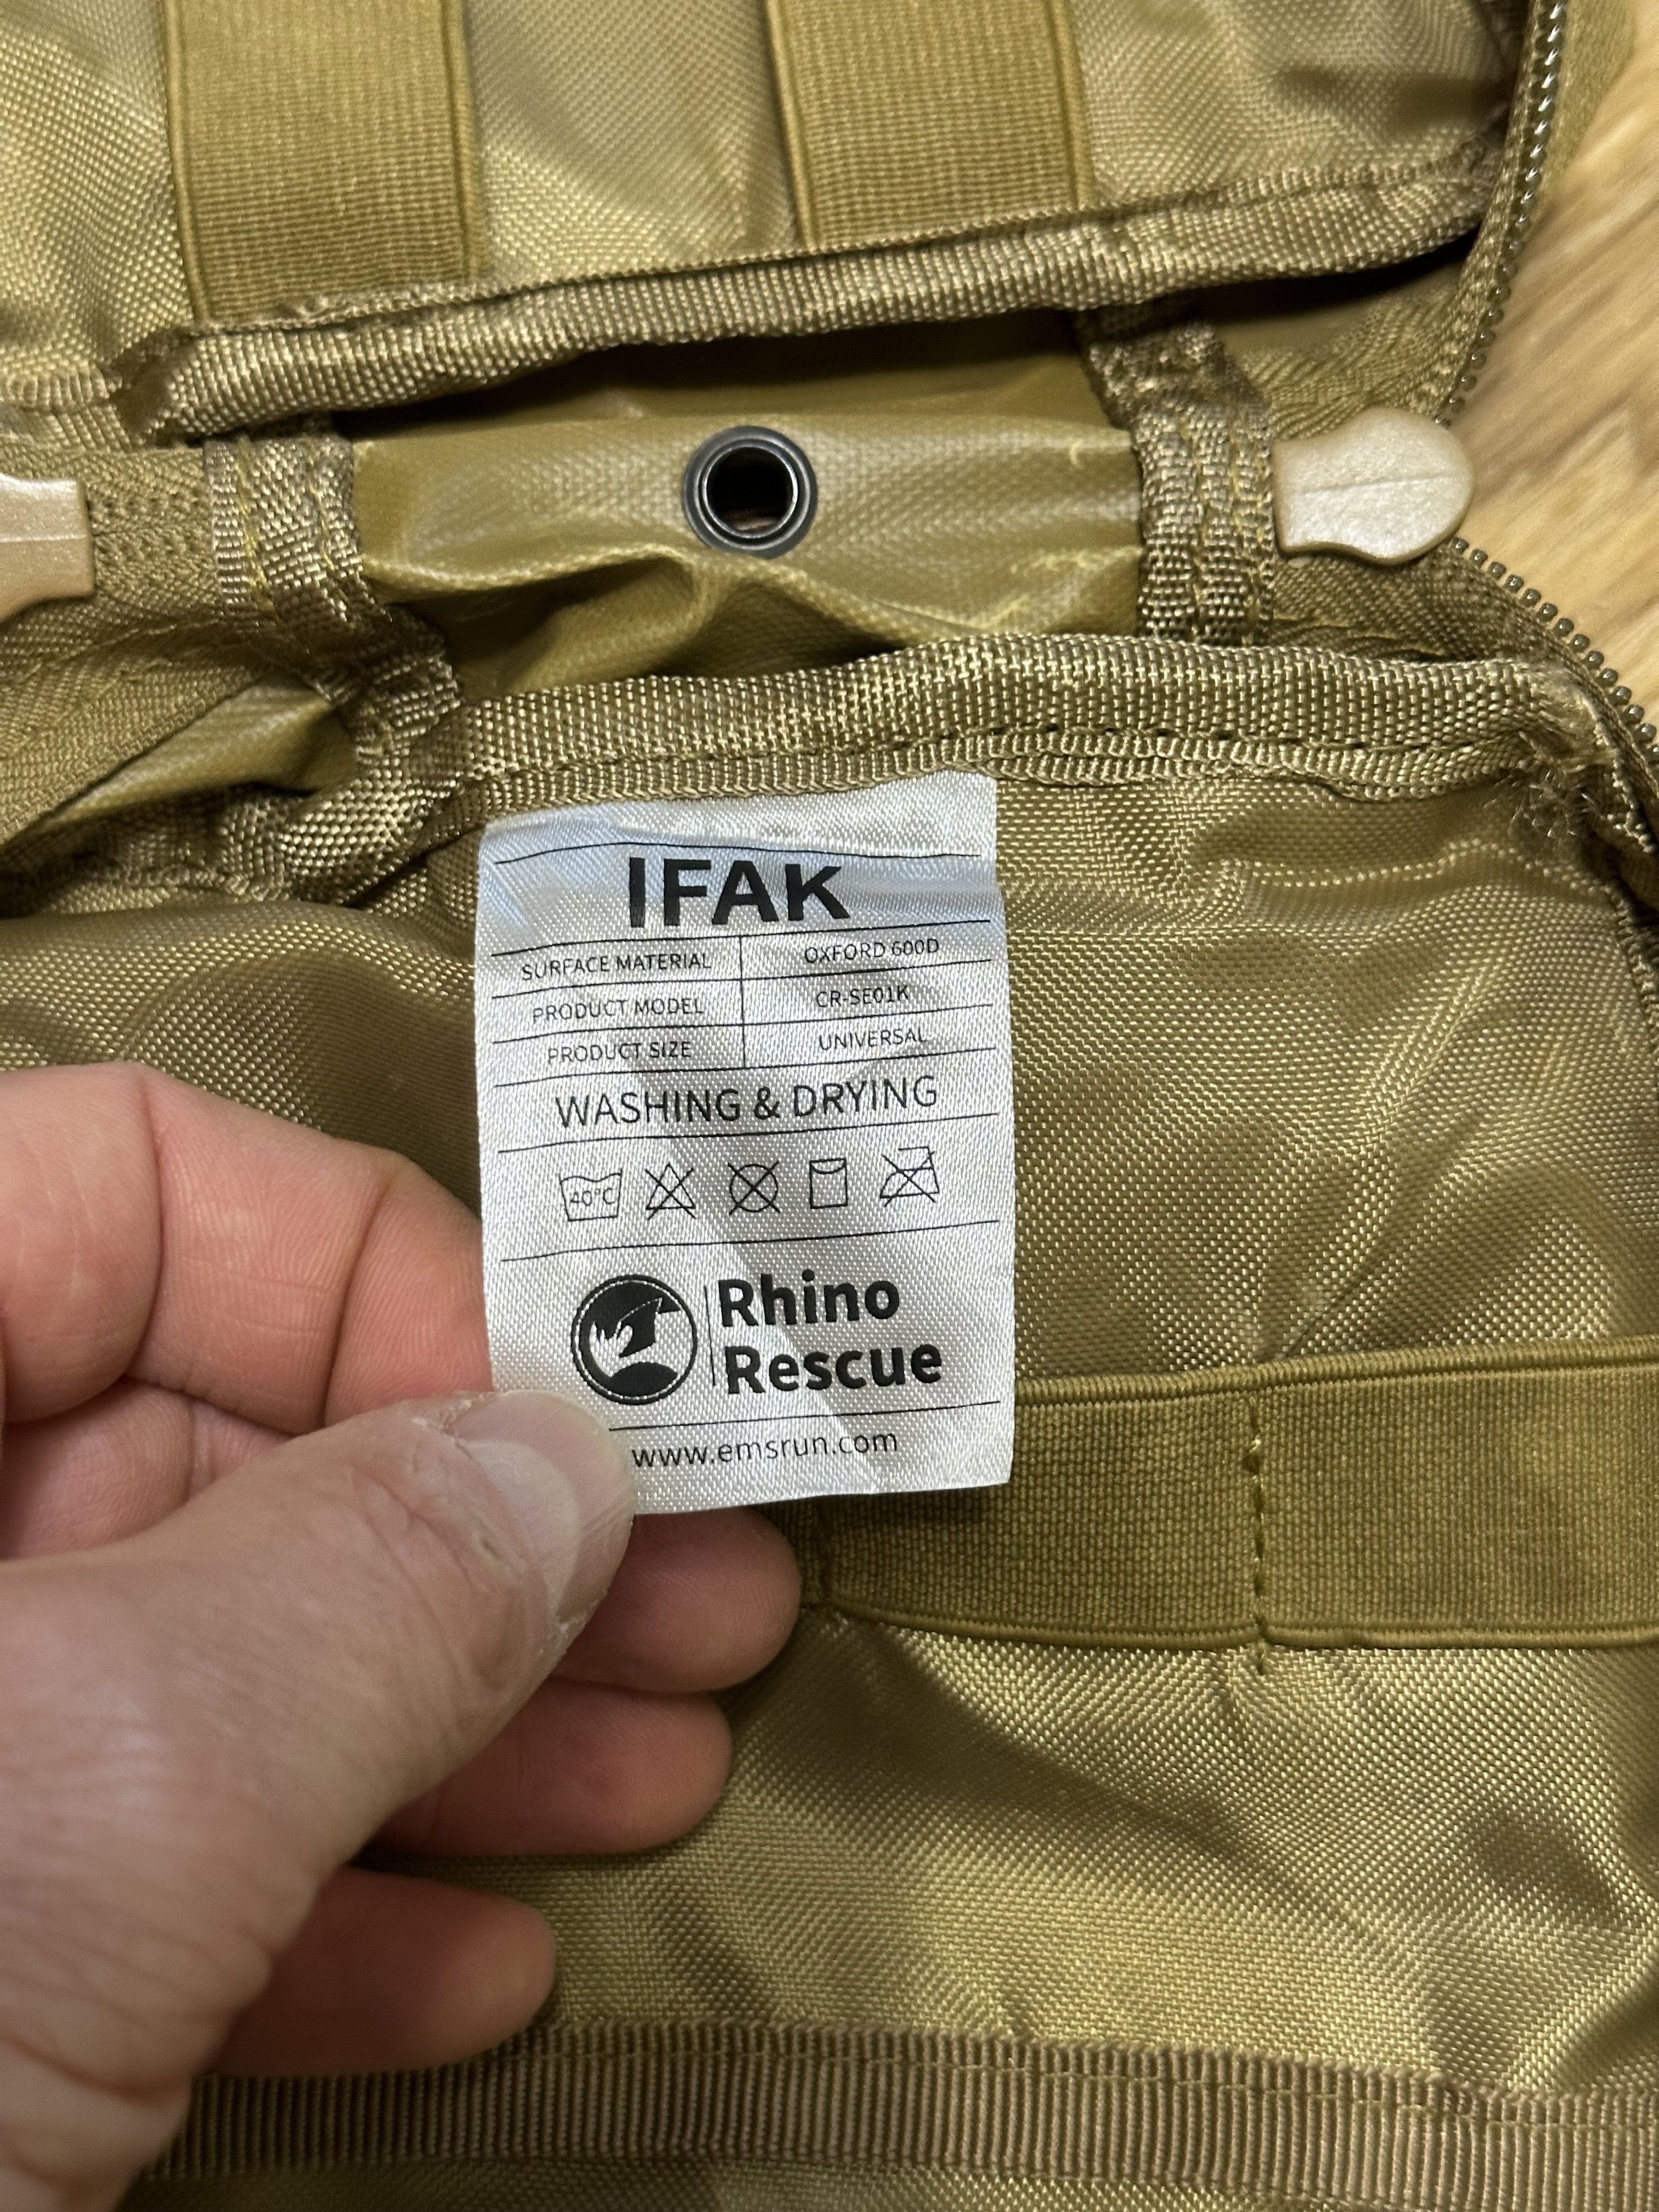 IFAK
SURFACE MATERIAL OXFORD 600D
PRODUCT MODEL CR-SE01K
PRODUCT SIZE UNIVERSAL
WASHING & DRYING
40°C
Rhino
Rescue
www.emsrun.com